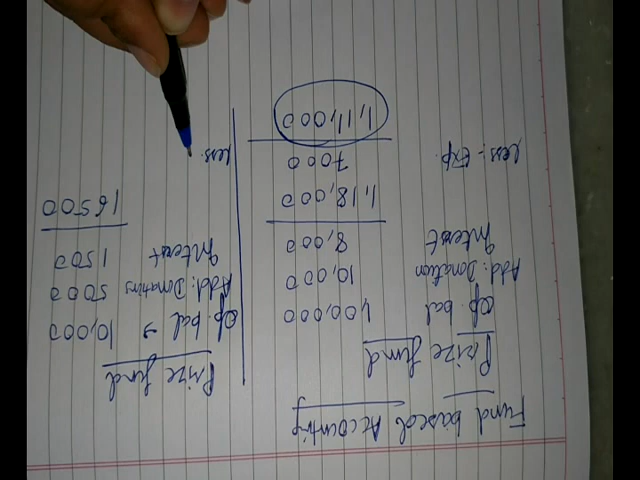 Fund based Accounting
Prize fund
Op. bal 100,000
Add: Donation 10,000
Interest 8,000
1,18,000
Less - Exp. 7000
1,11,000
Prize fund
Op bal → 10,000
Add: Donations 5000
Interest 1500
16500
Less